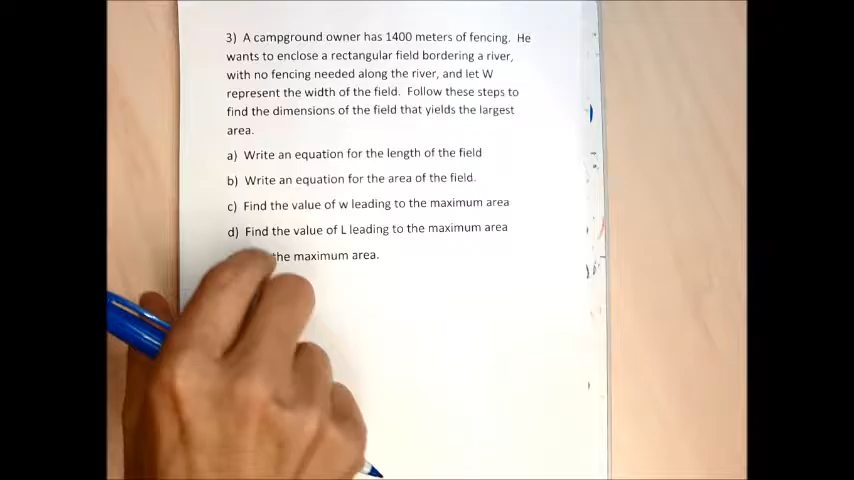 3) A campground owner has 1400 meters of fencing. He
wants to enclose a rectangular field bordering a river,
with no fencing needed along the river, and let W
represent the width of the field. Follow these steps to
find the dimensions of the field that yields the largest
area.
a) Write an equation for the length of the field
b) Write an equation for the area of the field.
c) Find the value of w leading to the maximum area
d) Find the value of L leading to the maximum area
the maximum area.